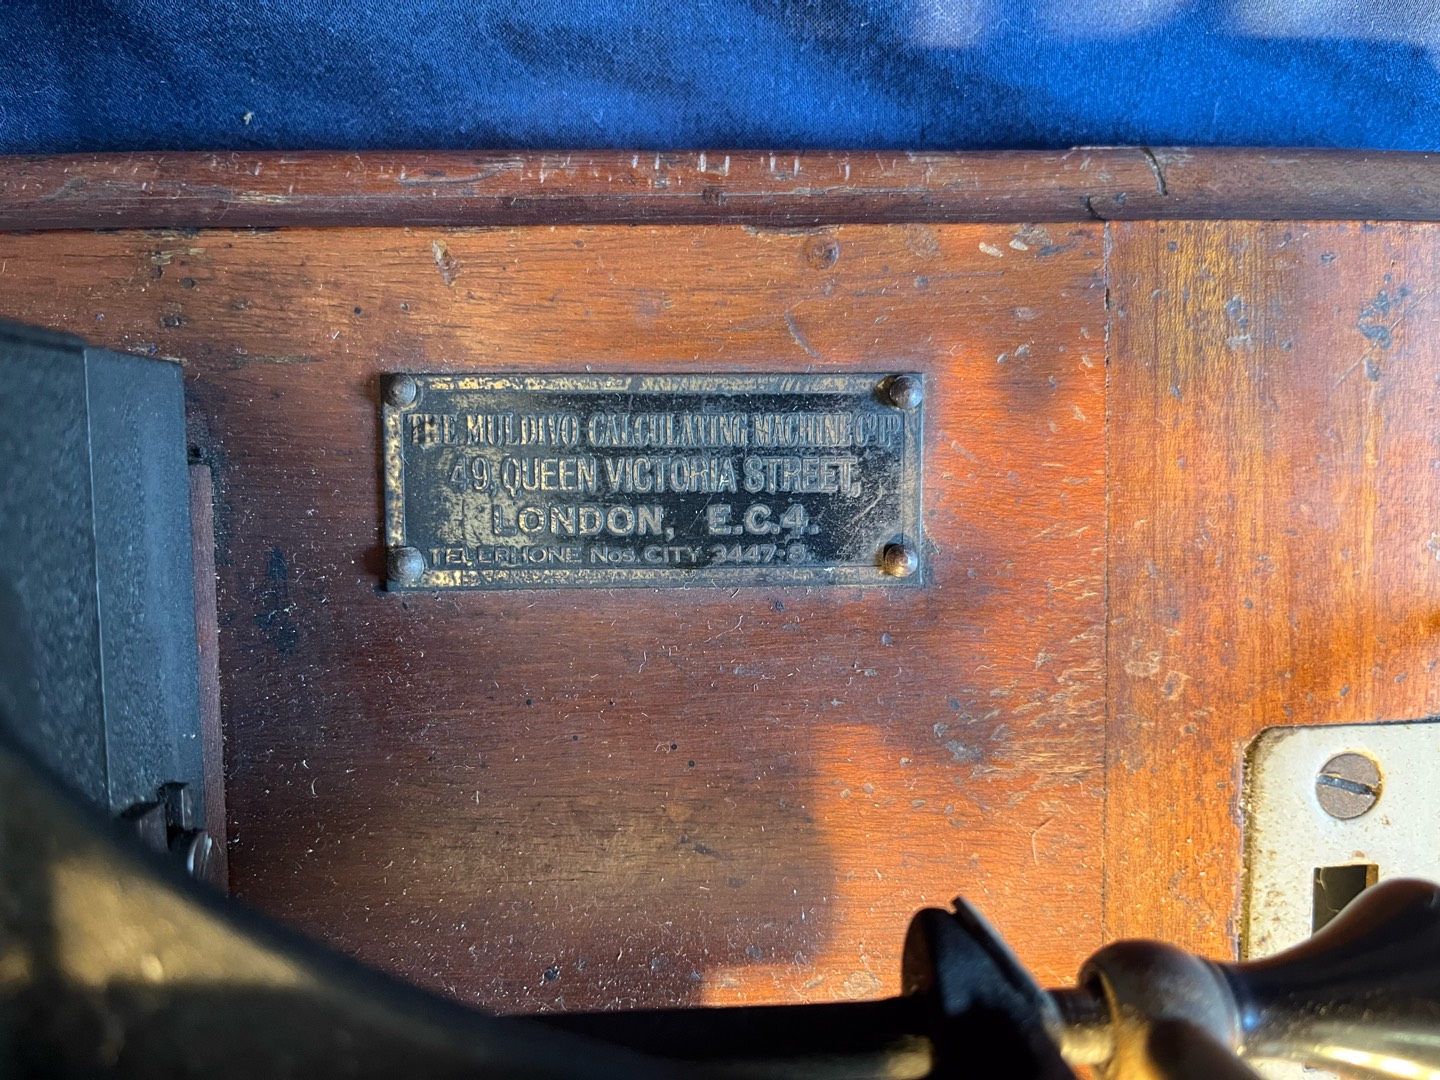 THE MULDIVO CALCULATING MACHINE Co LTD
49, QUEEN VICTORIA STREET,
LONDON, E.C.4.
TELEPHONE Nos. CITY 3447-8.